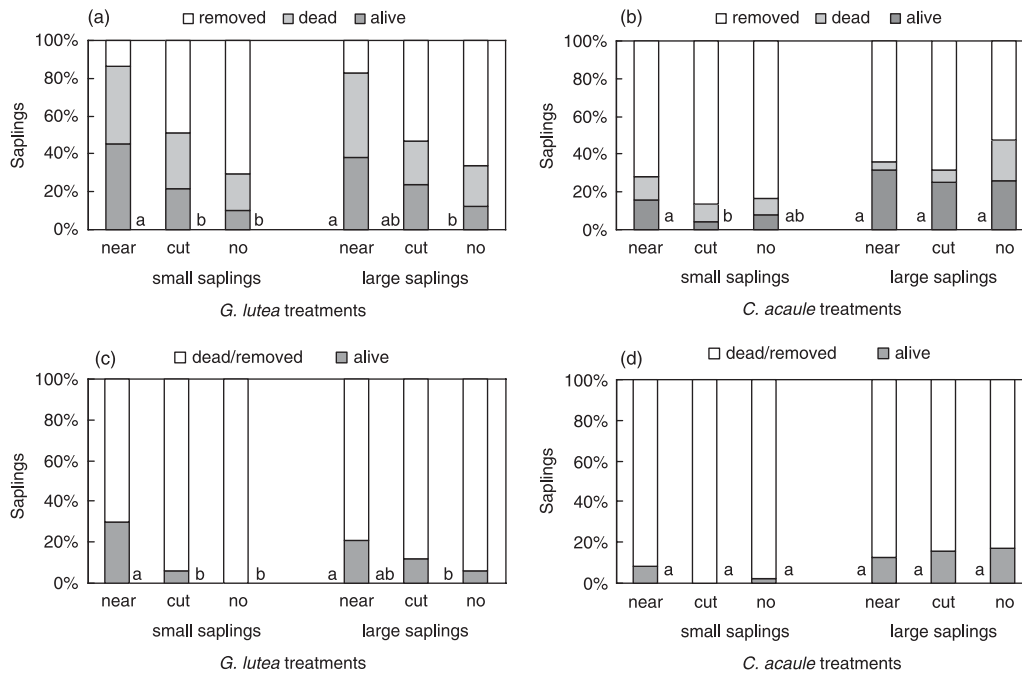 (a)
removed dead alive
100%
80%
60%
40%
20%
0%
Saplings
a b b a ab b
near cut no near cut no
small saplings large saplings
G. lutea treatments
(b)
removed dead alive
100%
80%
60%
40%
20%
0%
Saplings
a b ab a a a
near cut no near cut no
small saplings large saplings
C. acaule treatments
(c)
dead/removed alive
100%
80%
60%
40%
20%
0%
Saplings
a b b a ab b
near cut no near cut no
small saplings large saplings
G. lutea treatments
(d)
dead/removed alive
100%
80%
60%
40%
20%
0%
Saplings
a a a a a a
near cut no near cut no
small saplings large saplings
C. acaule treatments